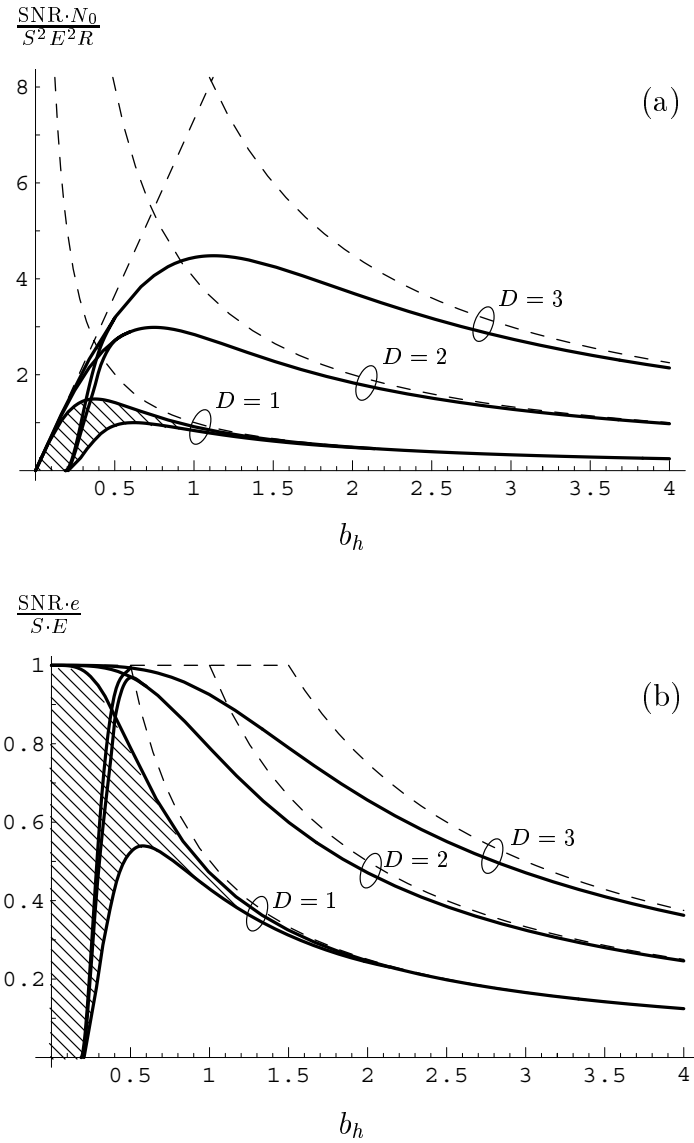 SNR·N₀
S²E²R
(a)
8
6
4
2
D = 3
D = 2
D = 1
0.5 1 1.5 2 2.5 3 3.5 4
b_h
SNR·e
S·E
(b)
1
0.8
0.6
0.4
0.2
D = 3
D = 2
D = 1
0.5 1 1.5 2 2.5 3 3.5 4
b_h